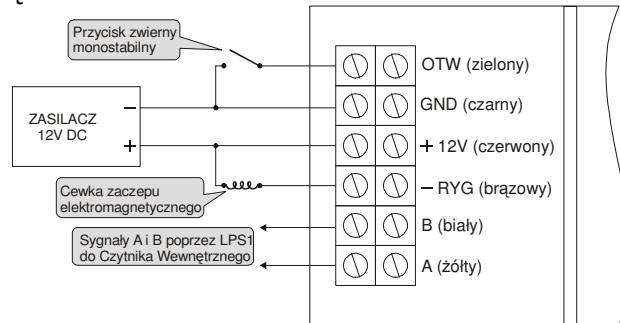 Przycisk zwierny
monostabilny
ZASILACZ
12V DC
–
+
Cewka zaczepu
elektromagnetycznego
Sygnały A i B poprzez LPS1
do Czytnika Wewnętrznego
OTW (zielony)
GND (czarny)
+ 12V (czerwony)
– RYG (brązowy)
B (biały)
A (żółty)